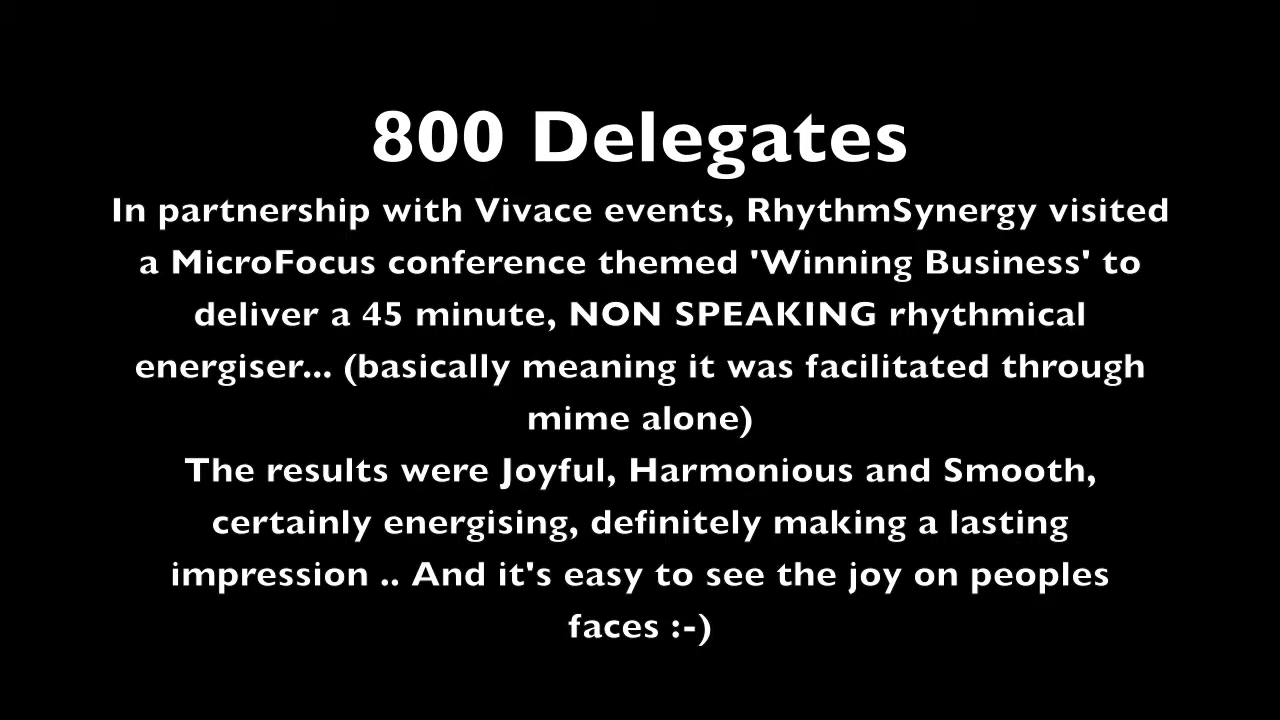 800 Delegates
In partnership with Vivace events, RhythmSynergy visited
a MicroFocus conference themed 'Winning Business' to
deliver a 45 minute, NON SPEAKING rhythmical
energiser... (basically meaning it was facilitated through
mime alone)
The results were Joyful, Harmonious and Smooth,
certainly energising, definitely making a lasting
impression .. And it's easy to see the joy on peoples
faces :-)